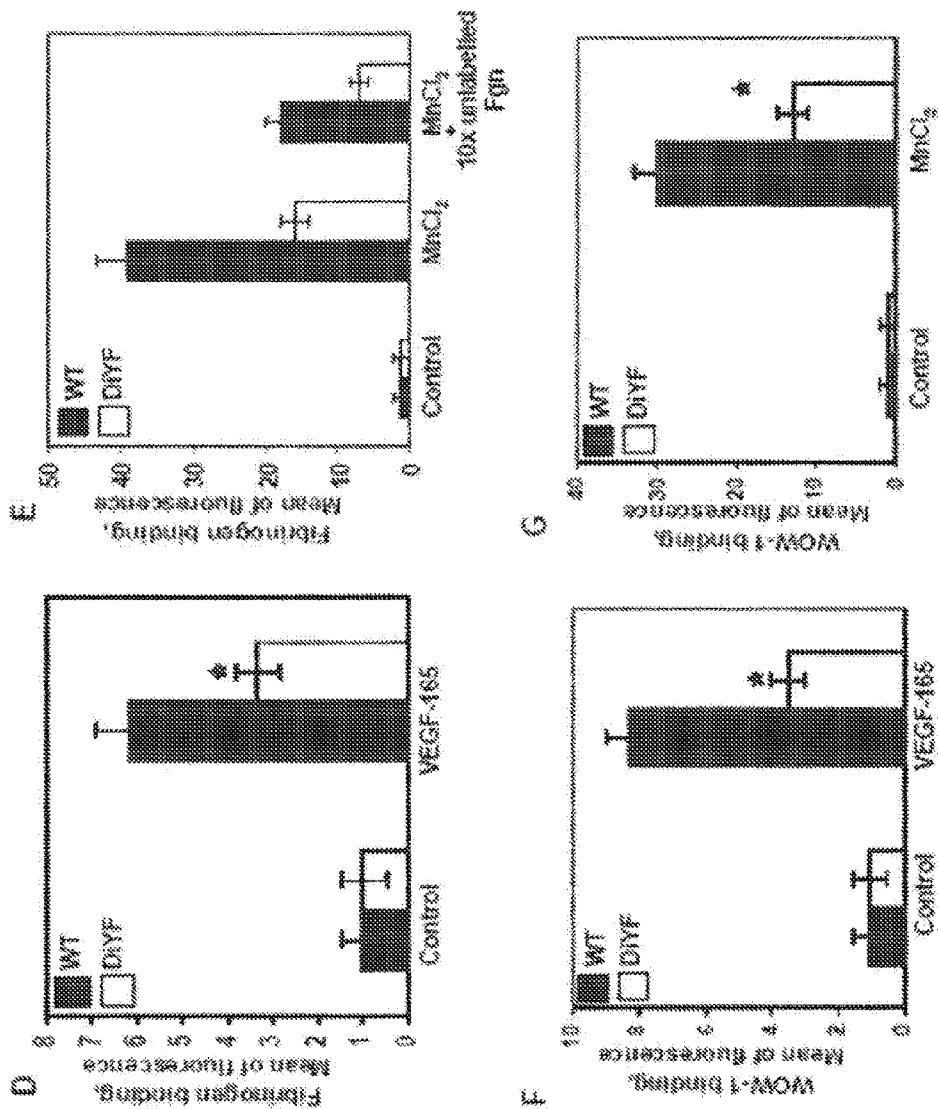 D
Fibrinogen binding,
Mean of fluorescence
8
7
6
5
4
3
2
1
0
WT
DiYF
Control
VEGF-165
*
E
Fibrinogen binding,
Mean of fluorescence
50
40
30
20
10
0
WT
DiYF
Control
MnCl₂
MnCl₂
+
10x unlabelled
Fgn
F
WOW-1 binding,
Mean of fluorescence
10
8
6
4
2
0
WT
DiYF
Control
VEGF-165
*
G
WOW-1 binding,
Mean of fluorescence
40
30
20
10
0
WT
DiYF
Control
MnCl₂
*